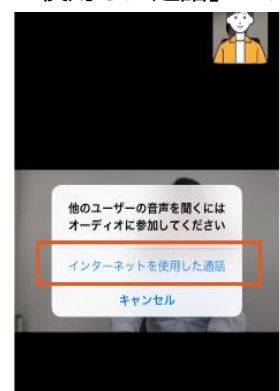 他のユーザーの音声を聞くには
オーディオに参加してください
インターネットを使用した通話
キャンセル